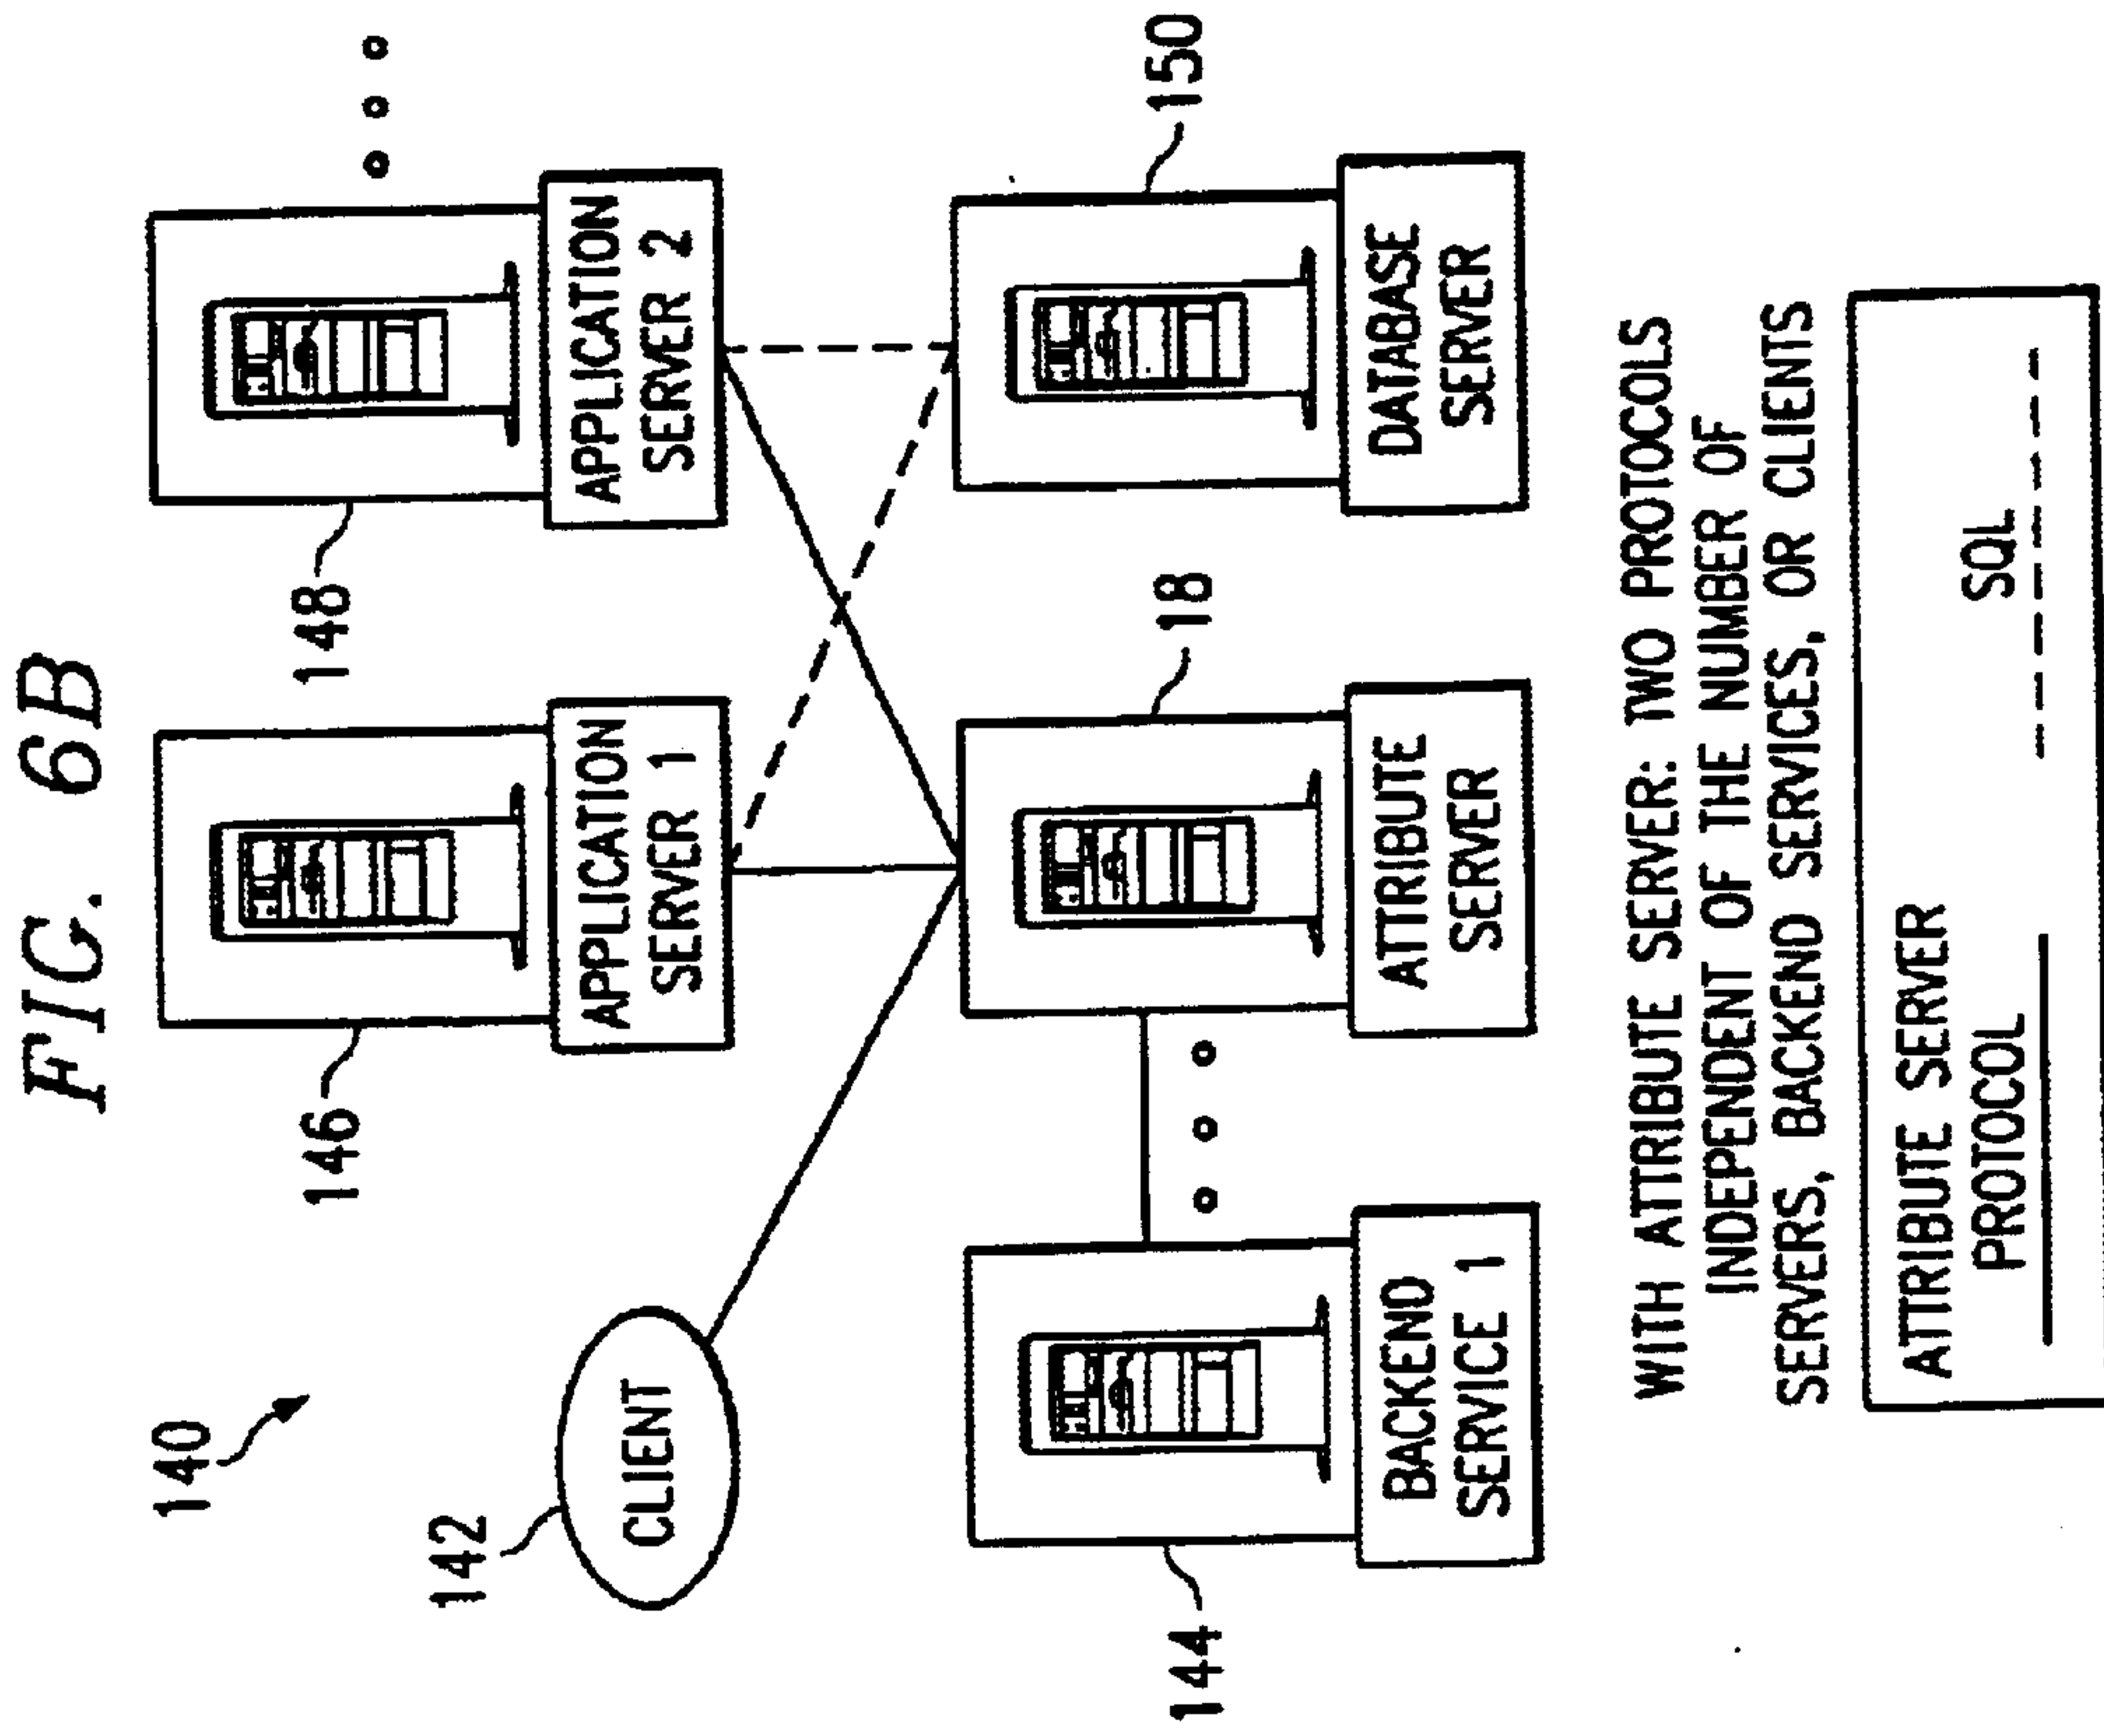 FIG. 6B
140
142
CLIENT
146
APPLICATION
SERVER 1
148
APPLICATION
SERVER 2
144
BACKEND
SERVICE 1
18
ATTRIBUTE
SERVER
150
DATABASE
SERVER
WITH ATTRIBUTE SERVER: TWO PROTOCOLS
INDEPENDENT OF THE NUMBER OF
SERVERS, BACKEND SERVICES, OR CLIENTS
ATTRIBUTE SERVER
PROTOCOL
SQL